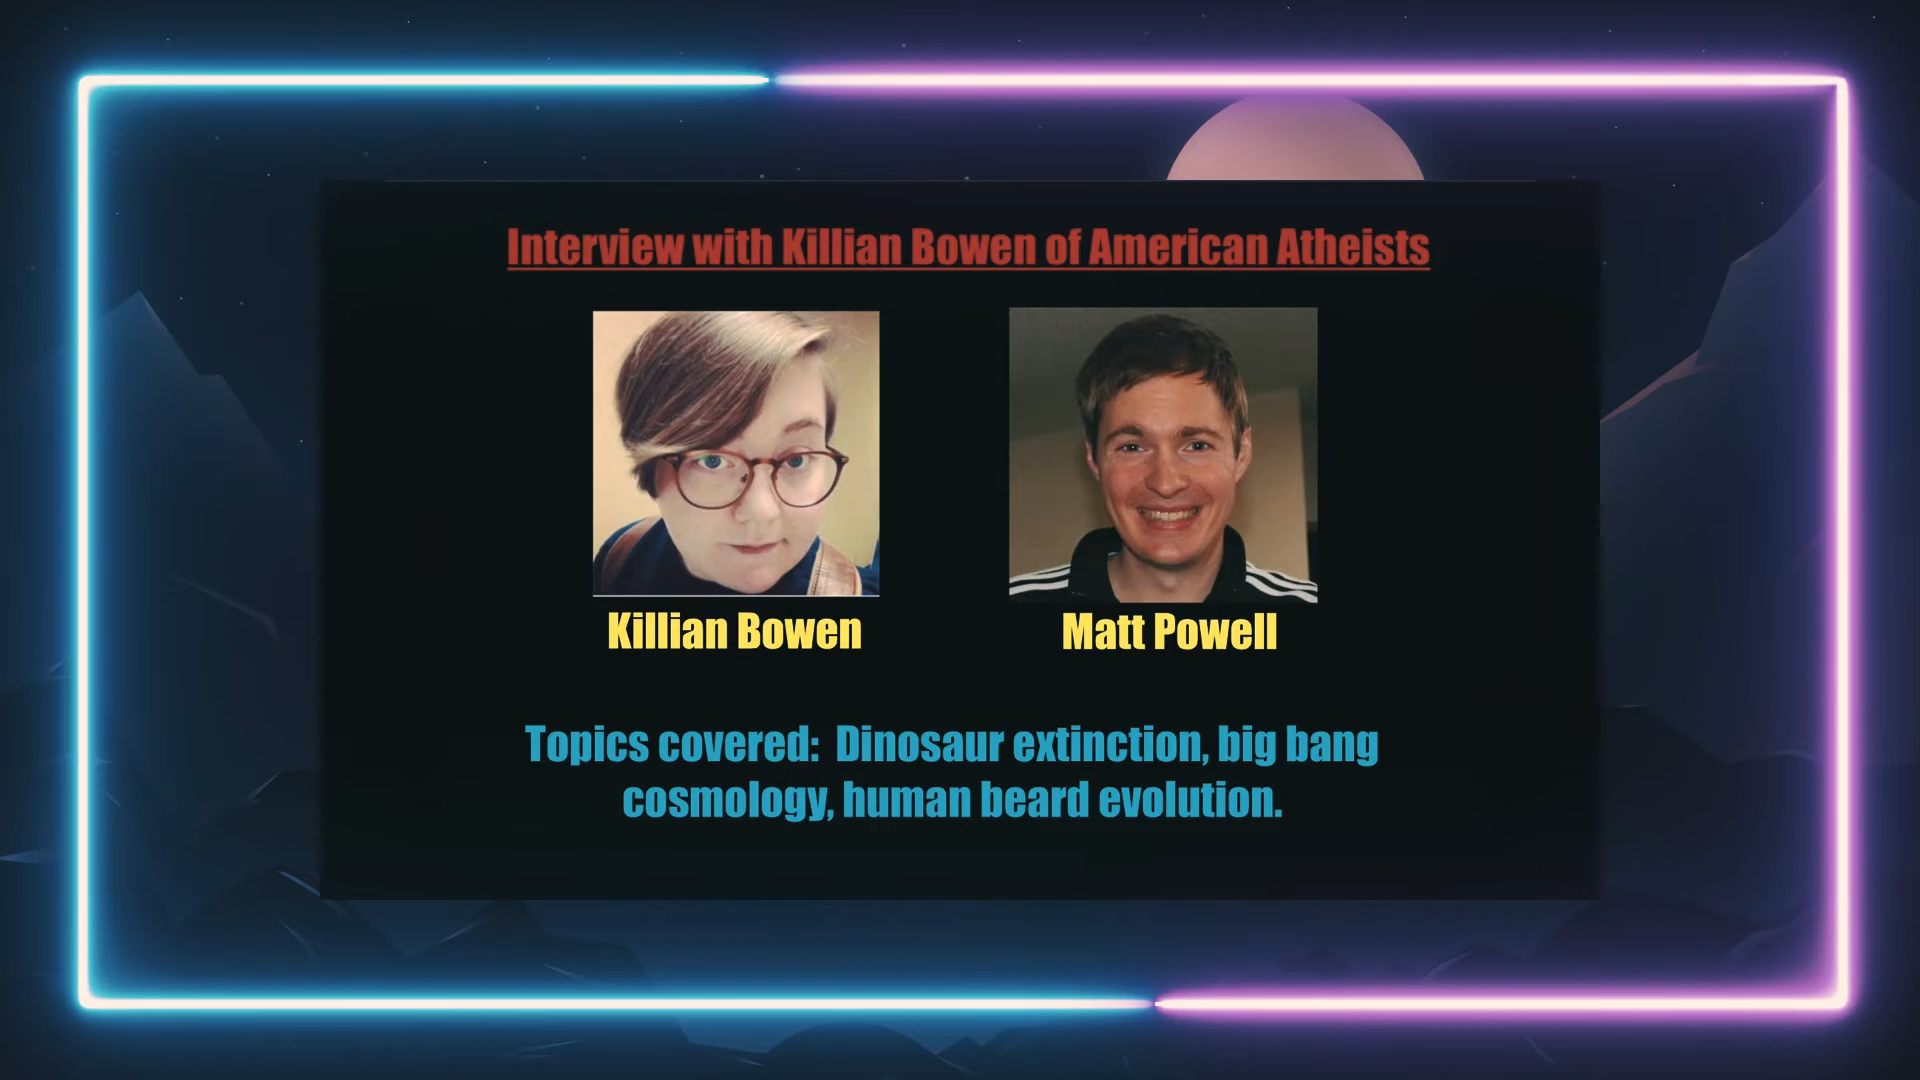 Interview with Killian Bowen of American Atheists
Killian Bowen
Matt Powell
Topics covered: Dinosaur extinction, big bang
cosmology, human beard evolution.